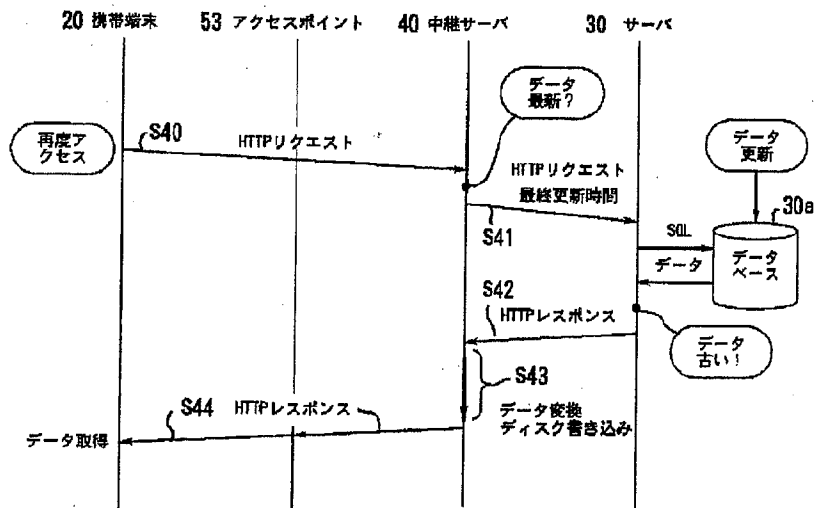 20 携帯端末
53 アクセスポイント
40 中継サーバ
30 サーバ
データ
最新?
再度ア
クセス
S40
HTTPリクエスト
データ
更新
HTTPリクエスト
最終更新時間
30a
S41
SQL
データ
データ
ベース
S42
HTTPレスポンス
データ
古い!
S43
S44
HTTPレスポンス
データ変換
ディスク書き込み
データ取得